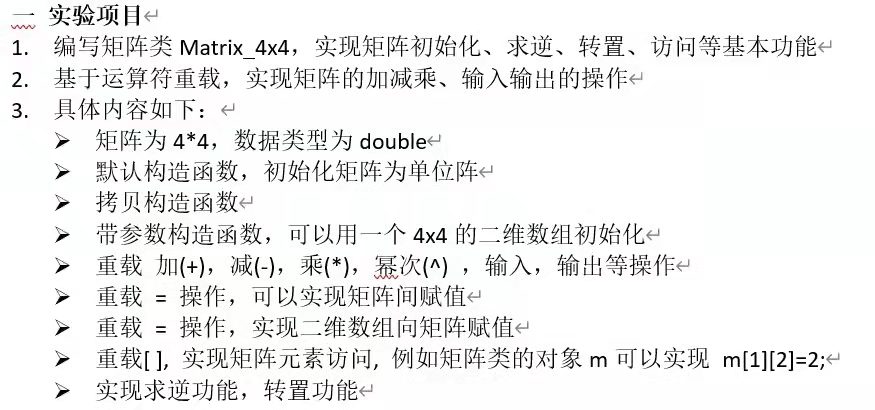 一 实验项目
1. 编写矩阵类 Matrix_4x4，实现矩阵初始化、求逆、转置、访问等基本功能
2. 基于运算符重载，实现矩阵的加减乘、输入输出的操作
3. 具体内容如下：
➢ 矩阵为 4*4，数据类型为 double
➢ 默认构造函数，初始化矩阵为单位阵
➢ 拷贝构造函数
➢ 带参数构造函数，可以用一个 4x4 的二维数组初始化
➢ 重载 加(+)，减(-)，乘(*)，幂次(^) ，输入，输出等操作
➢ 重载 = 操作，可以实现矩阵间赋值
➢ 重载 = 操作，实现二维数组向矩阵赋值
➢ 重载[ ], 实现矩阵元素访问, 例如矩阵类的对象 m 可以实现 m[1][2]=2;
➢ 实现求逆功能，转置功能